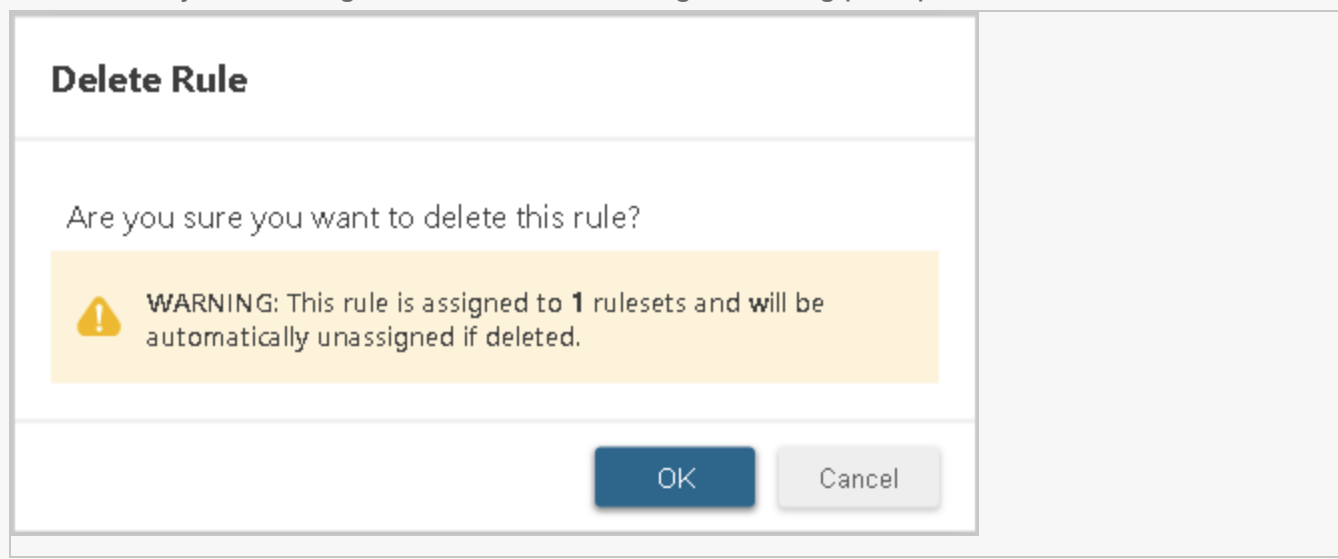 Delete Rule
Are you sure you want to delete this rule?
WARNING: This rule is assigned to 1 rulesets and will be
automatically unassigned if deleted.
OK
Cancel